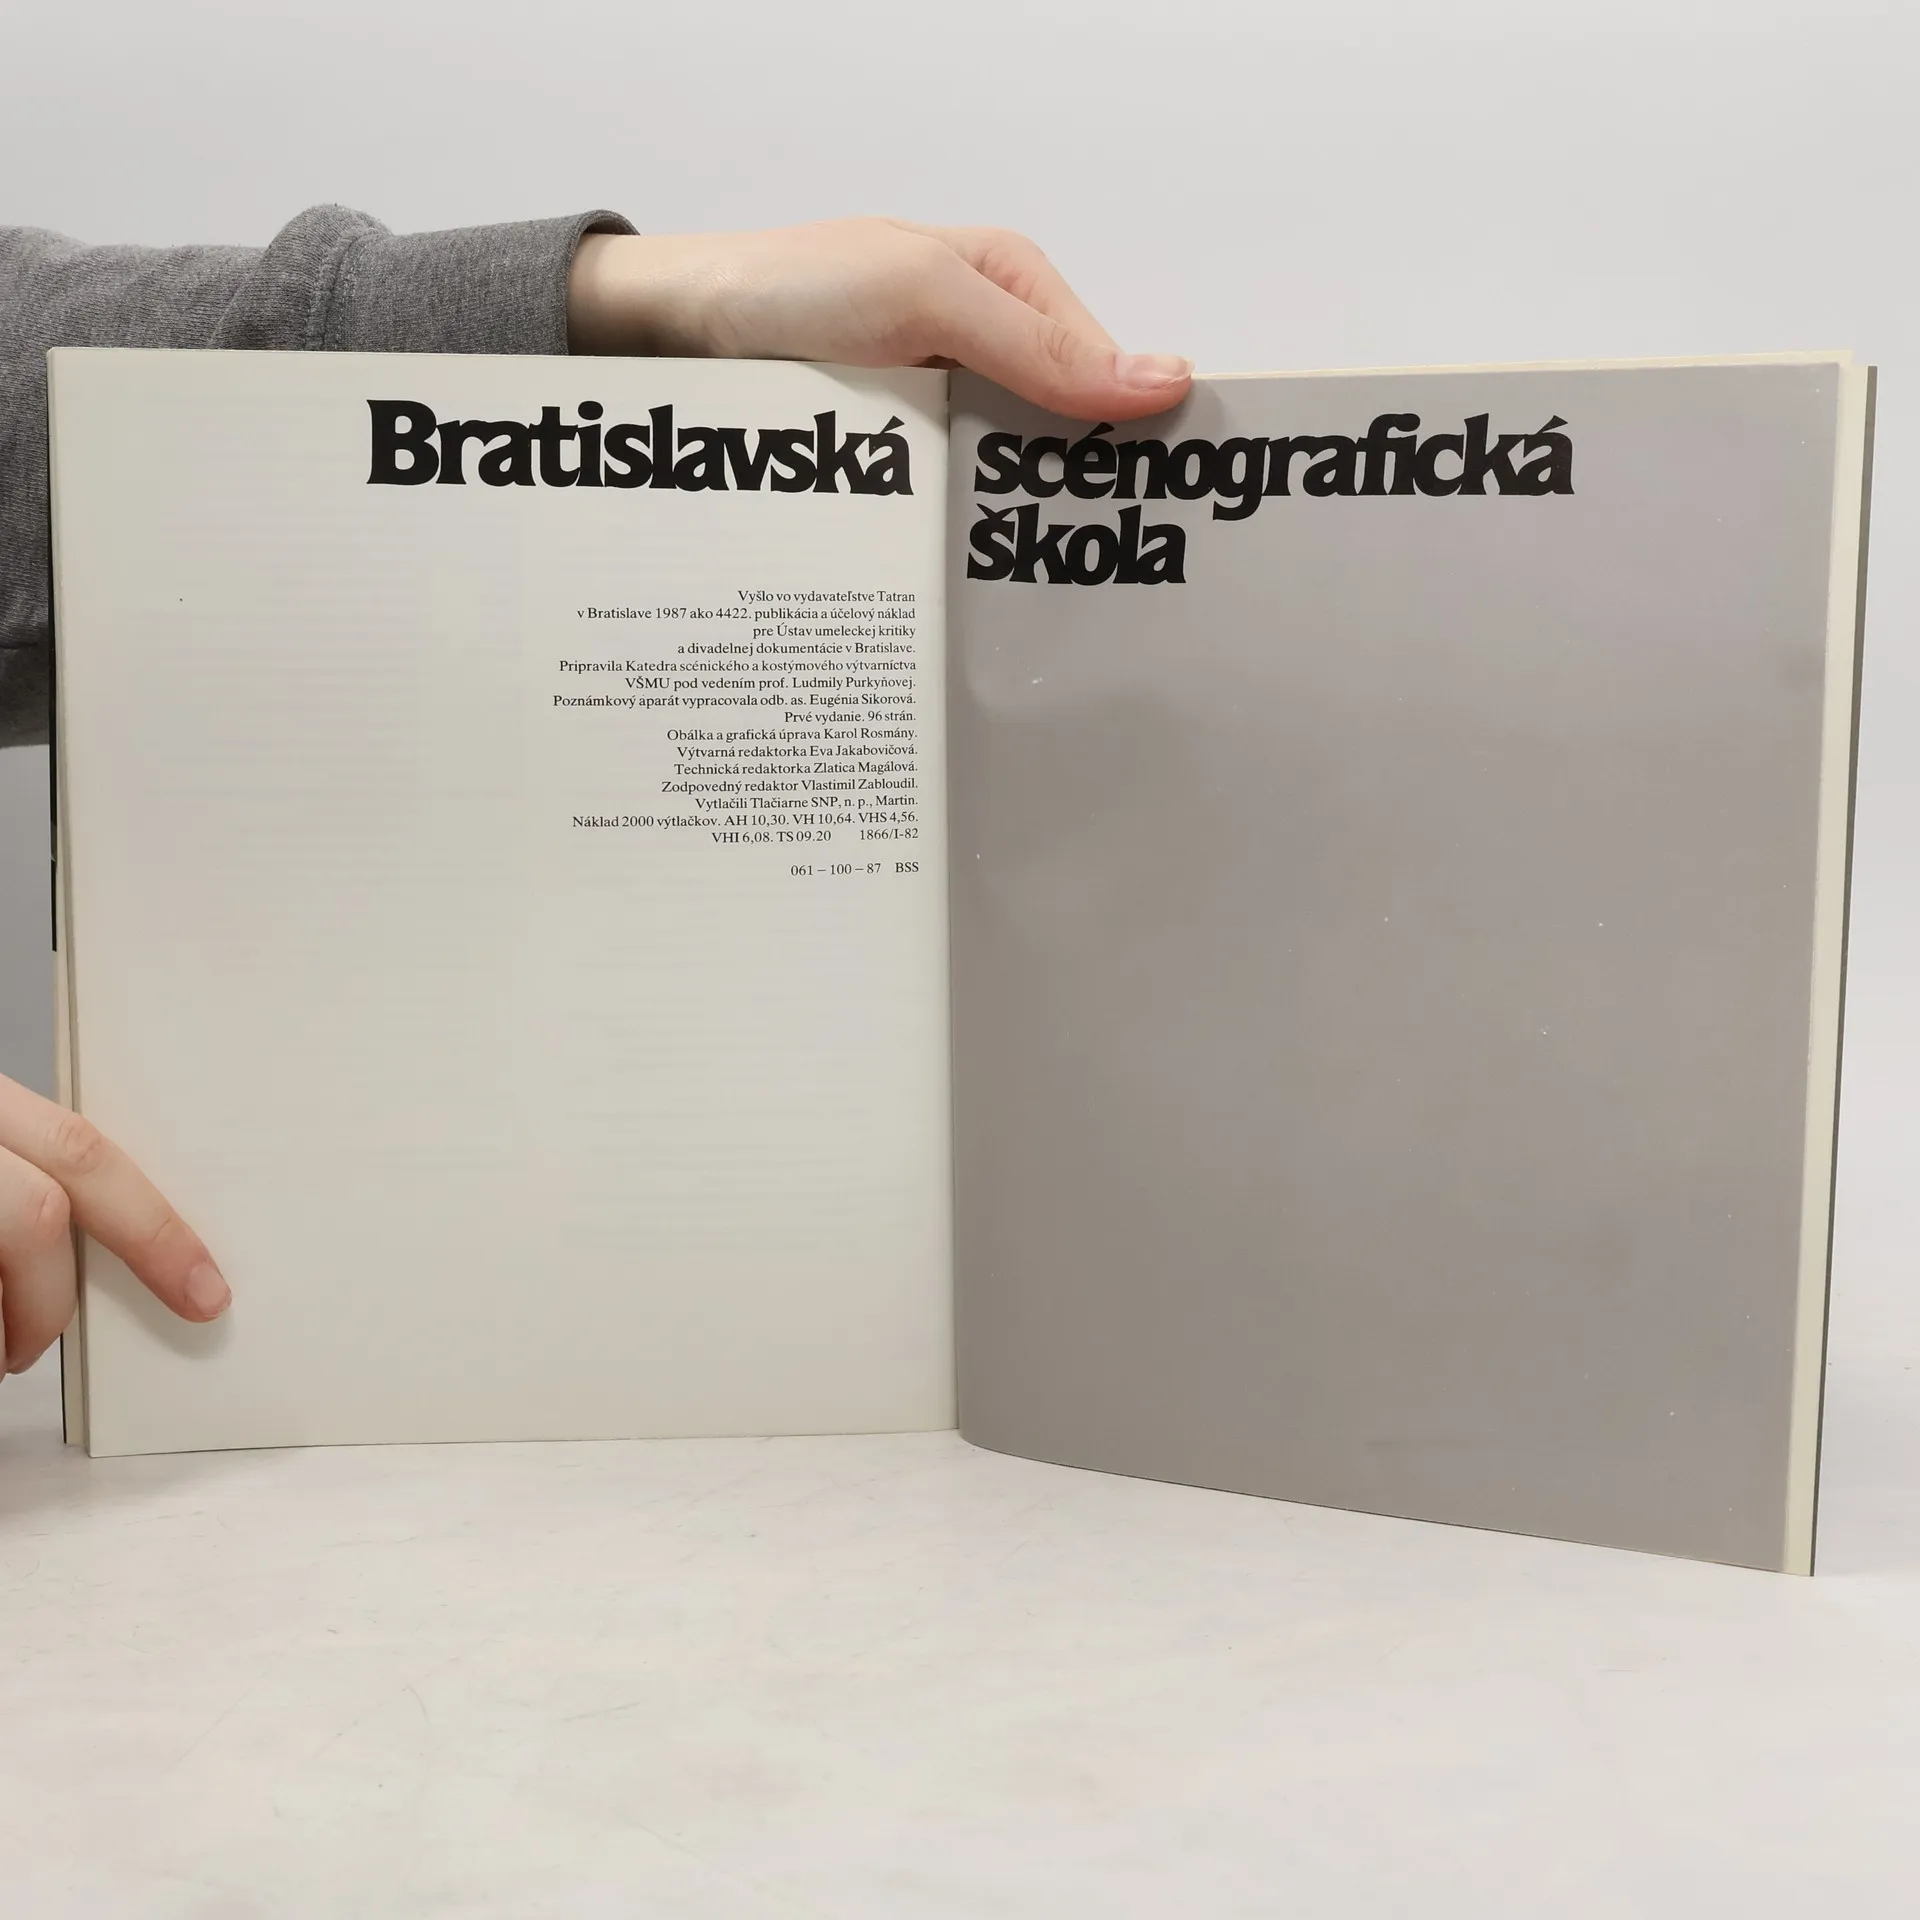 Bratislavská
Vyšlo vo vydavateľstve Tatran
v Bratislave 1987 ako 4422. publikácia a účelový náklad
pre Ústav umeleckej kritiky
a divadelnej dokumentácie v Bratislave.
Pripravila Katedra scénického a kostýmového výtvarníctva
VŠMU pod vedením prof. Ludmily Purkyňovej.
Poznámkový aparát vypracovala odb. as. Eugénia Sikorová.
Prvé vydanie. 96 strán.
Obálka a grafická úprava Karol Rosmány.
Výtvarná redaktorka Eva Jakabovičová.
Technická redaktorka Zlatica Magálová.
Zodpovedný redaktor Vlastimil Zabloudil.
Vytlačili Tlačiarne SNP, n. p., Martin.
Náklad 2000 výtlačkov. AH 10,30. VH 10,64. VHS 4,56.
VHI 6,08. TS 09.20 1866/I-82
061 – 100 – 87 BSS
scénografická
škola